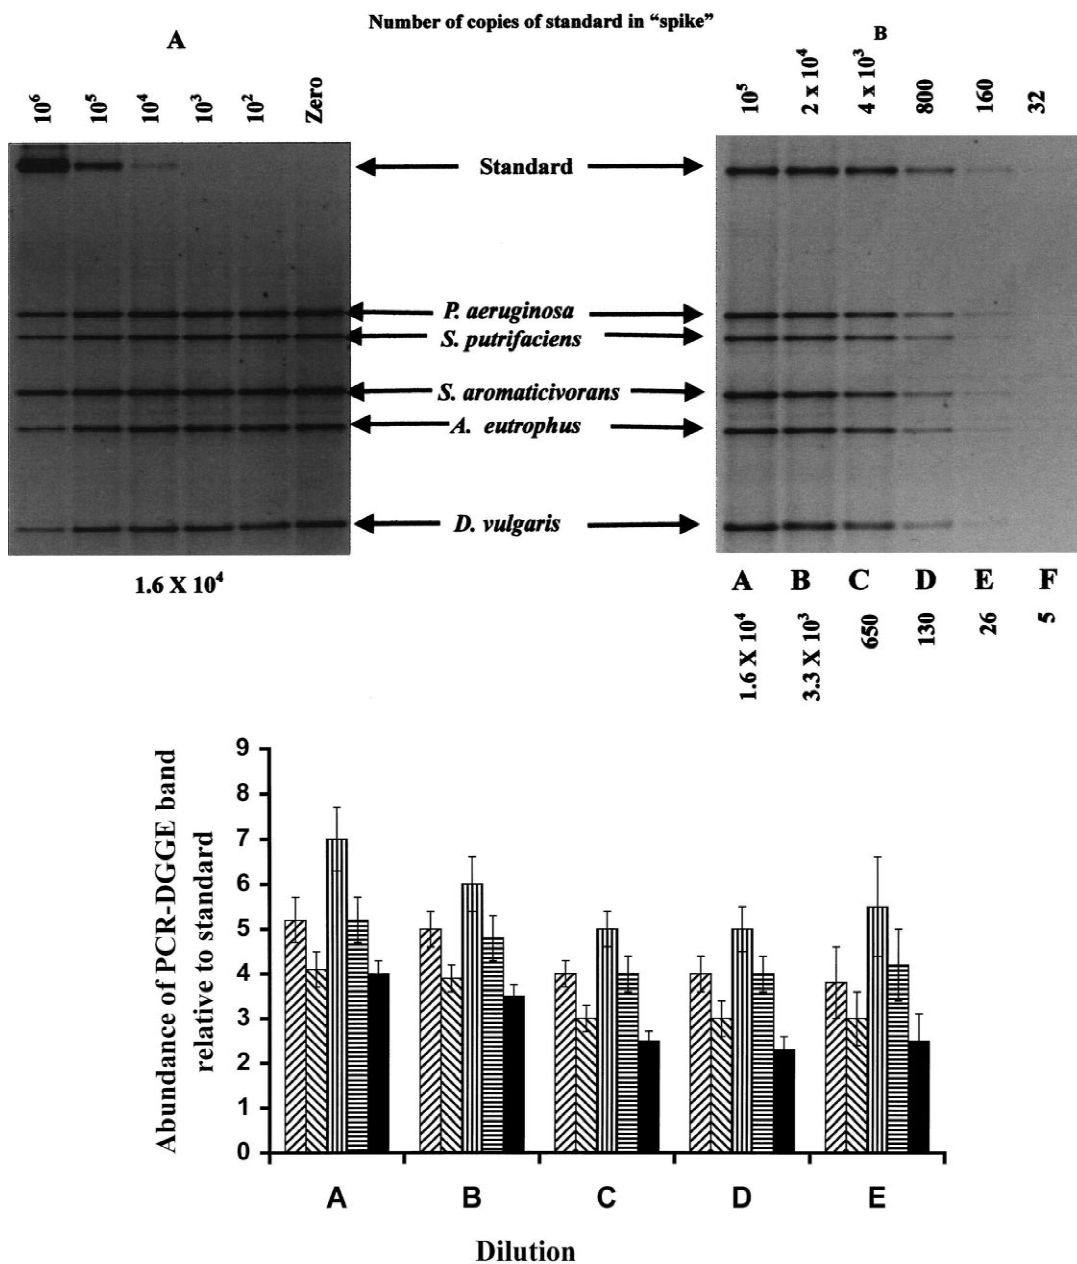 Number of copies of standard in “spike”
A
B
10⁶ 10⁵ 10⁴ 10³ 10² Zero
10⁵ 2 x 10⁴ 4 x 10³ 800 160 32
Standard
P. aeruginosa
S. putrifaciens
S. aromaticivorans
A. eutrophus
D. vulgaris
1.6 X 10⁴
A B C D E F
1.6 X 10⁴ 3.3 X 10³ 650 130 26 5
Abundance of PCR-DGGE band
relative to standard
9
8
7
6
5
4
3
2
1
0
A B C D E
Dilution